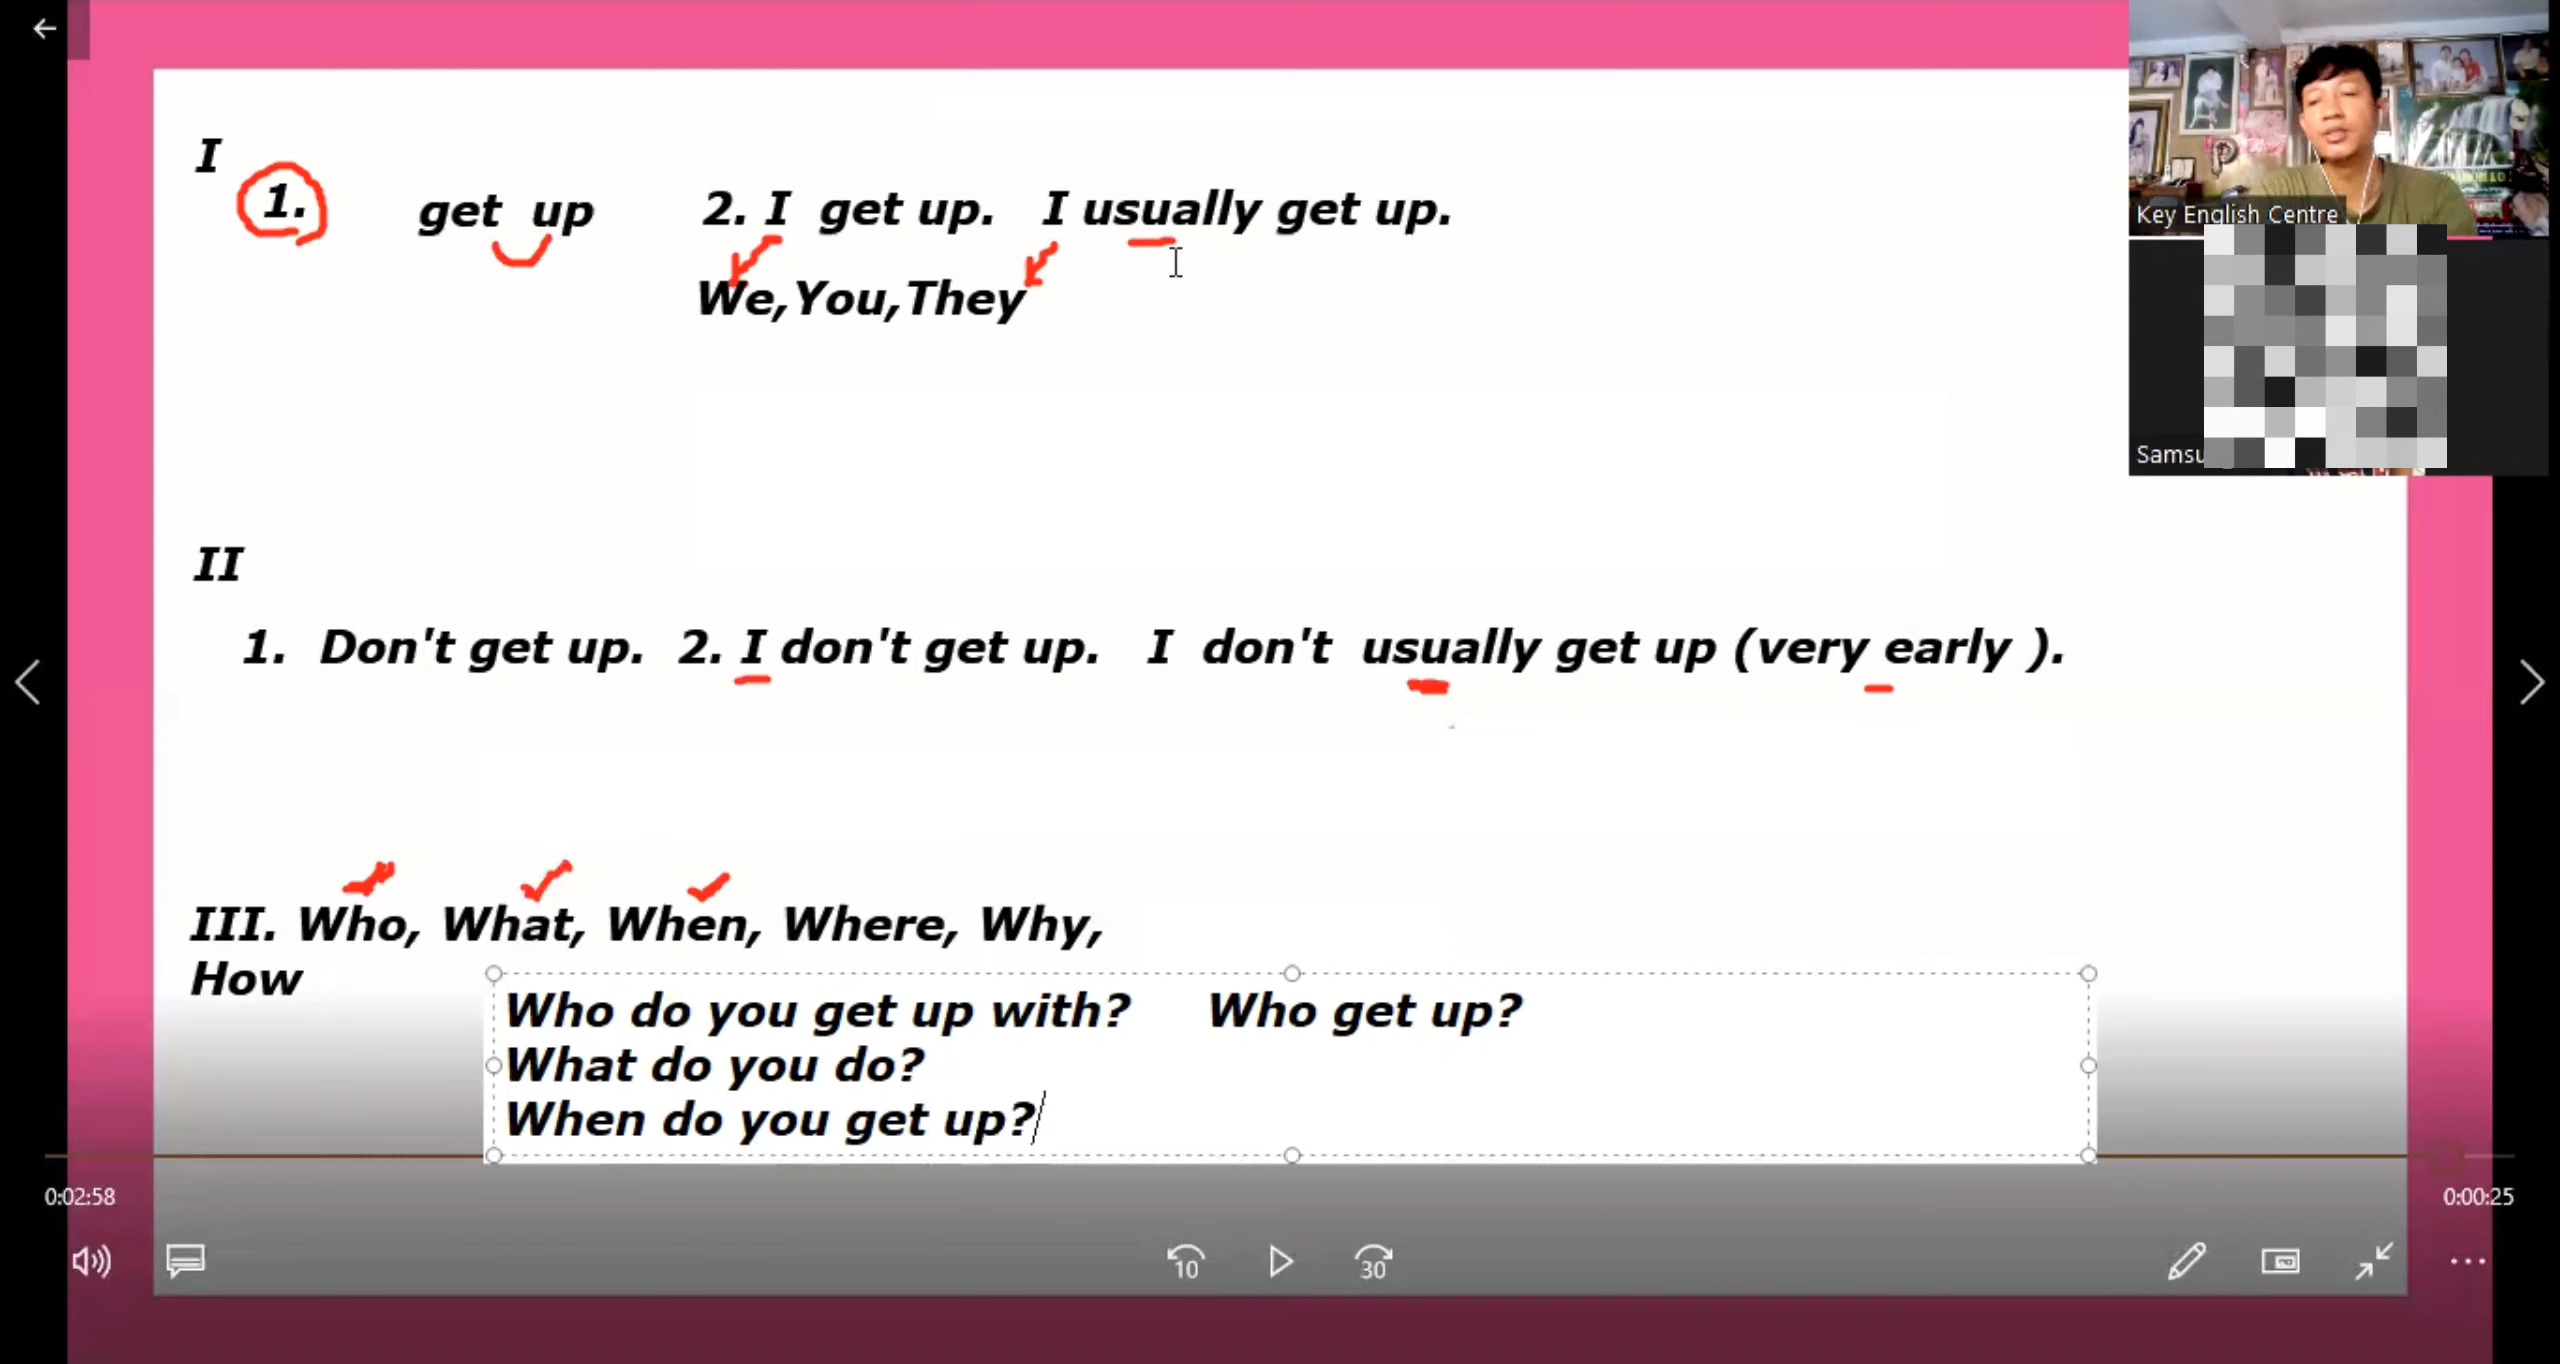 I
1. get up 2. I get up. I usually get up.
We,You,They
II
1. Don't get up. 2. I don't get up. I don't usually get up (very early ).
III. Who, What, When, Where, Why,
How
Who do you get up with? Who get up?
What do you do?
When do you get up?
Key English Centre
0:02:58
0:00:25
10
30